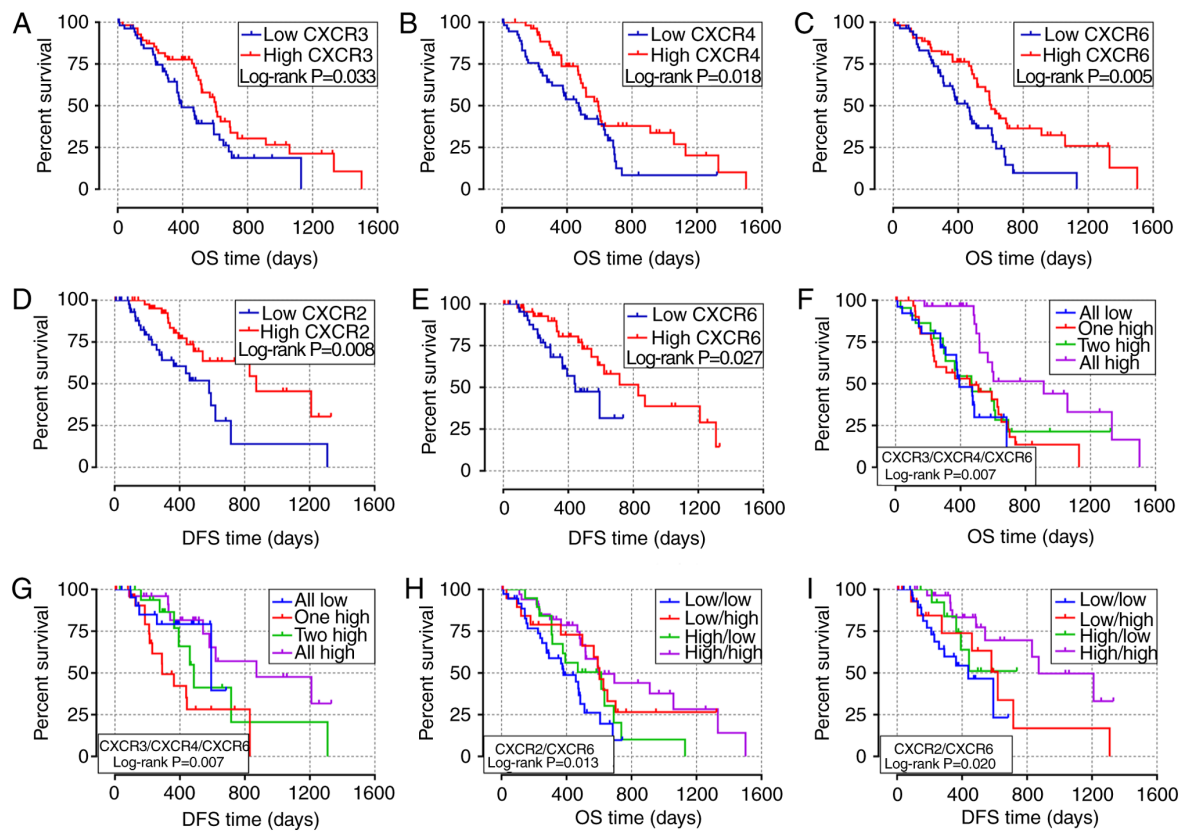 A
Percent survival
100
75
50
25
0
Low CXCR3
High CXCR3
Log-rank P=0.033
0 400 800 1200 1600
OS time (days)
B
Percent survival
100
75
50
25
0
Low CXCR4
High CXCR4
Log-rank P=0.018
0 400 800 1200 1600
OS time (days)
C
Percent survival
100
75
50
25
0
Low CXCR6
High CXCR6
Log-rank P=0.005
0 400 800 1200 1600
OS time (days)
D
Percent survival
100
75
50
25
0
Low CXCR2
High CXCR2
Log-rank P=0.008
0 400 800 1200 1600
DFS time (days)
E
Percent survival
100
75
50
25
0
Low CXCR6
High CXCR6
Log-rank P=0.027
0 400 800 1200 1600
DFS time (days)
F
Percent survival
100
75
50
25
0
All low
One high
Two high
All high
CXCR3/CXCR4/CXCR6
Log-rank P=0.007
0 400 800 1200 1600
OS time (days)
G
Percent survival
100
75
50
25
0
All low
One high
Two high
All high
CXCR3/CXCR4/CXCR6
Log-rank P=0.007
0 400 800 1200 1600
DFS time (days)
H
Percent survival
100
75
50
25
0
Low/low
Low/high
High/low
High/high
CXCR2/CXCR6
Log-rank P=0.013
0 400 800 1200 1600
OS time (days)
I
Percent survival
100
75
50
25
0
Low/low
Low/high
High/low
High/high
CXCR2/CXCR6
Log-rank P=0.020
0 400 800 1200 1600
DFS time (days)